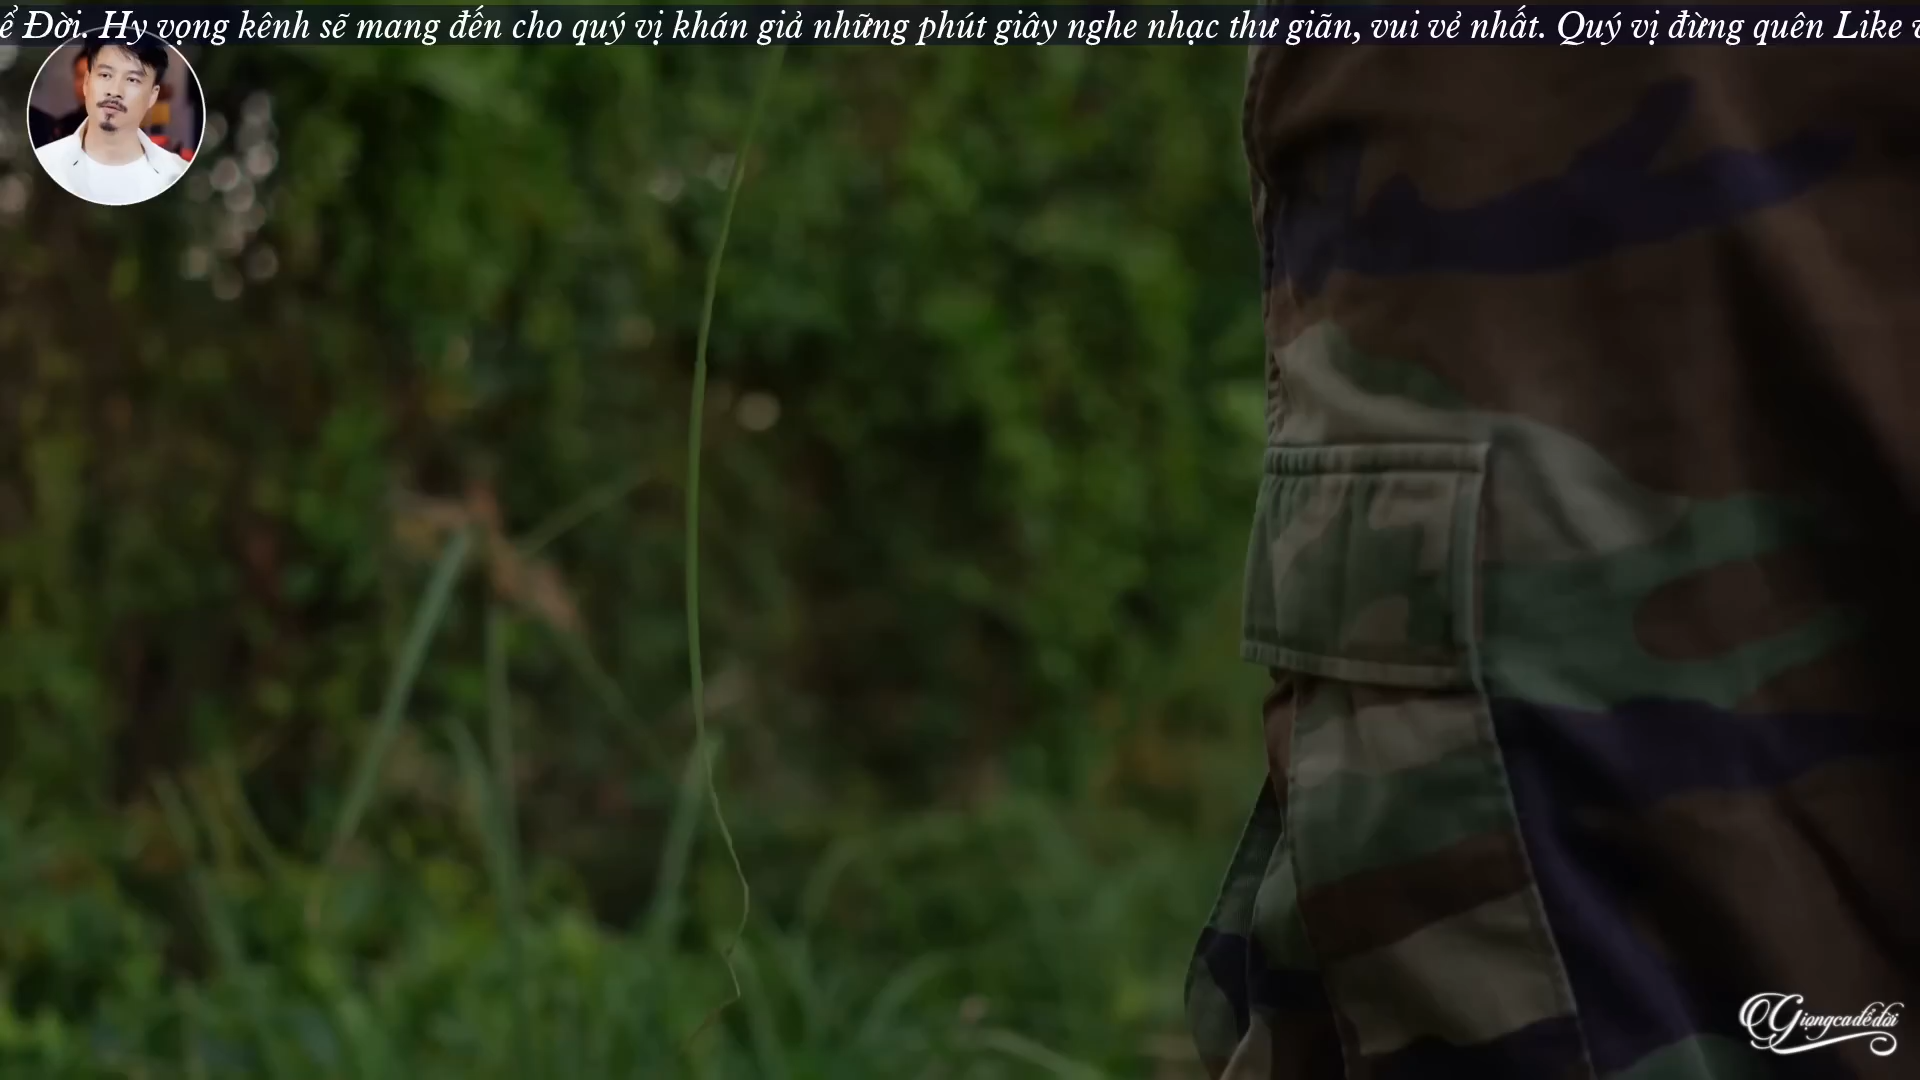 ể Đời. Hy vọng kênh sẽ mang đến cho quý vị khán giả những phút giây nghe nhạc thư giãn, vui vẻ nhất. Quý vị đừng quên Like v
Giọngcađểđời